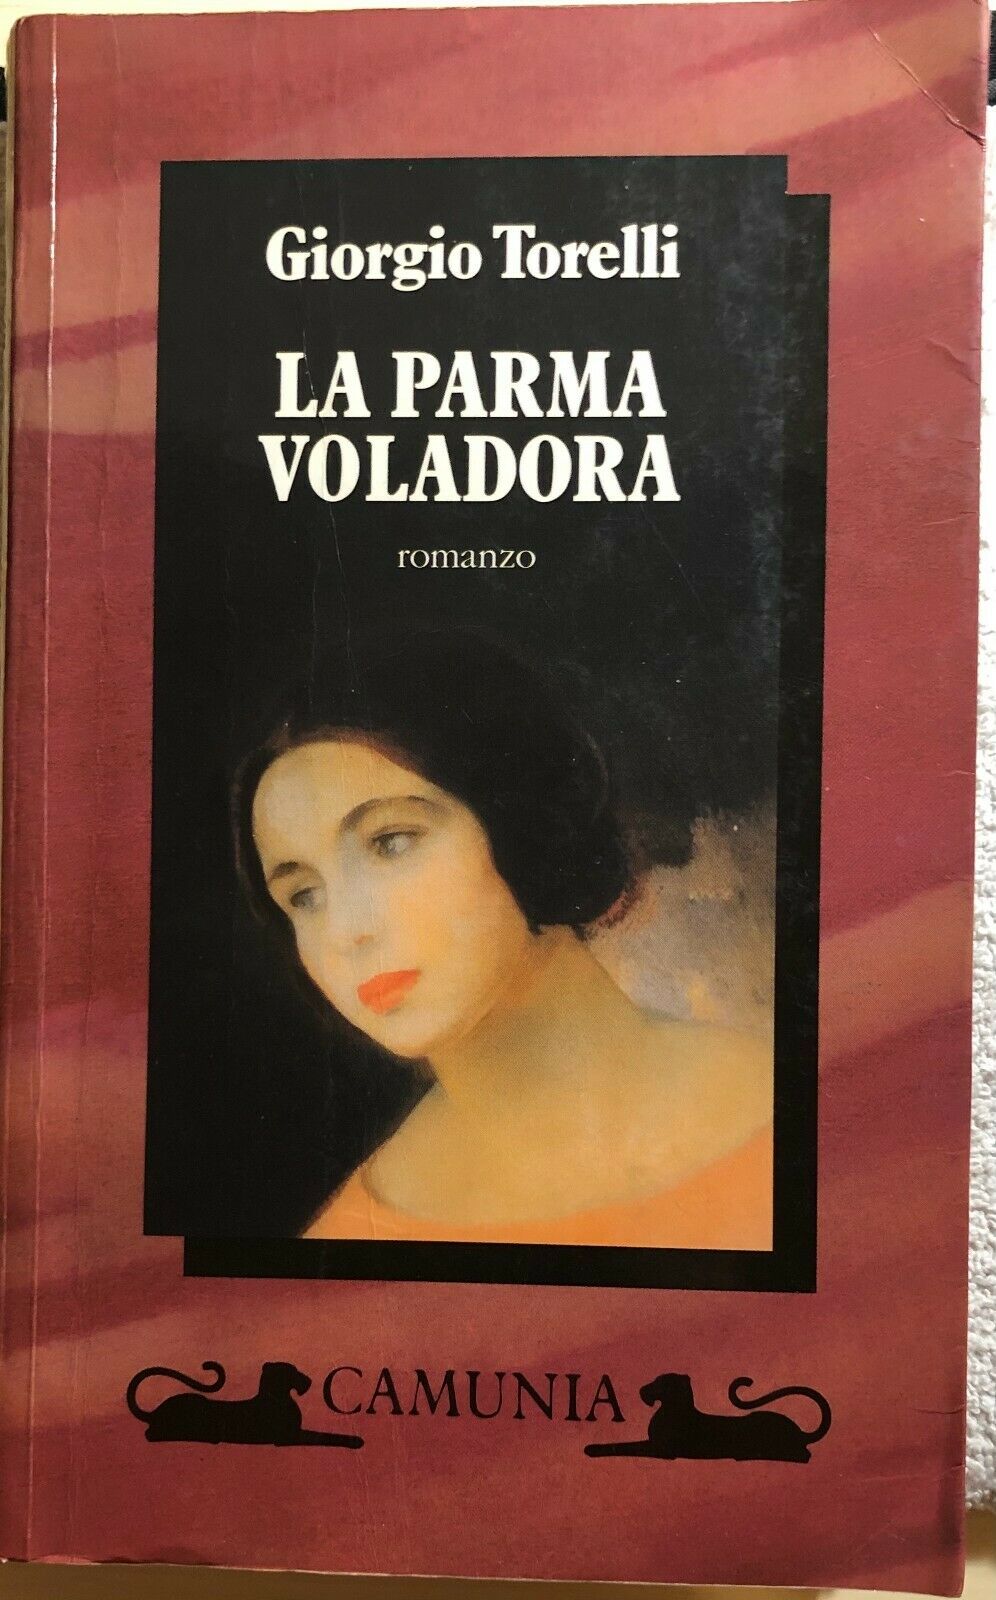 Giorgio Torelli
LA PARMA
VOLADORA
romanzo
CAMUNIA